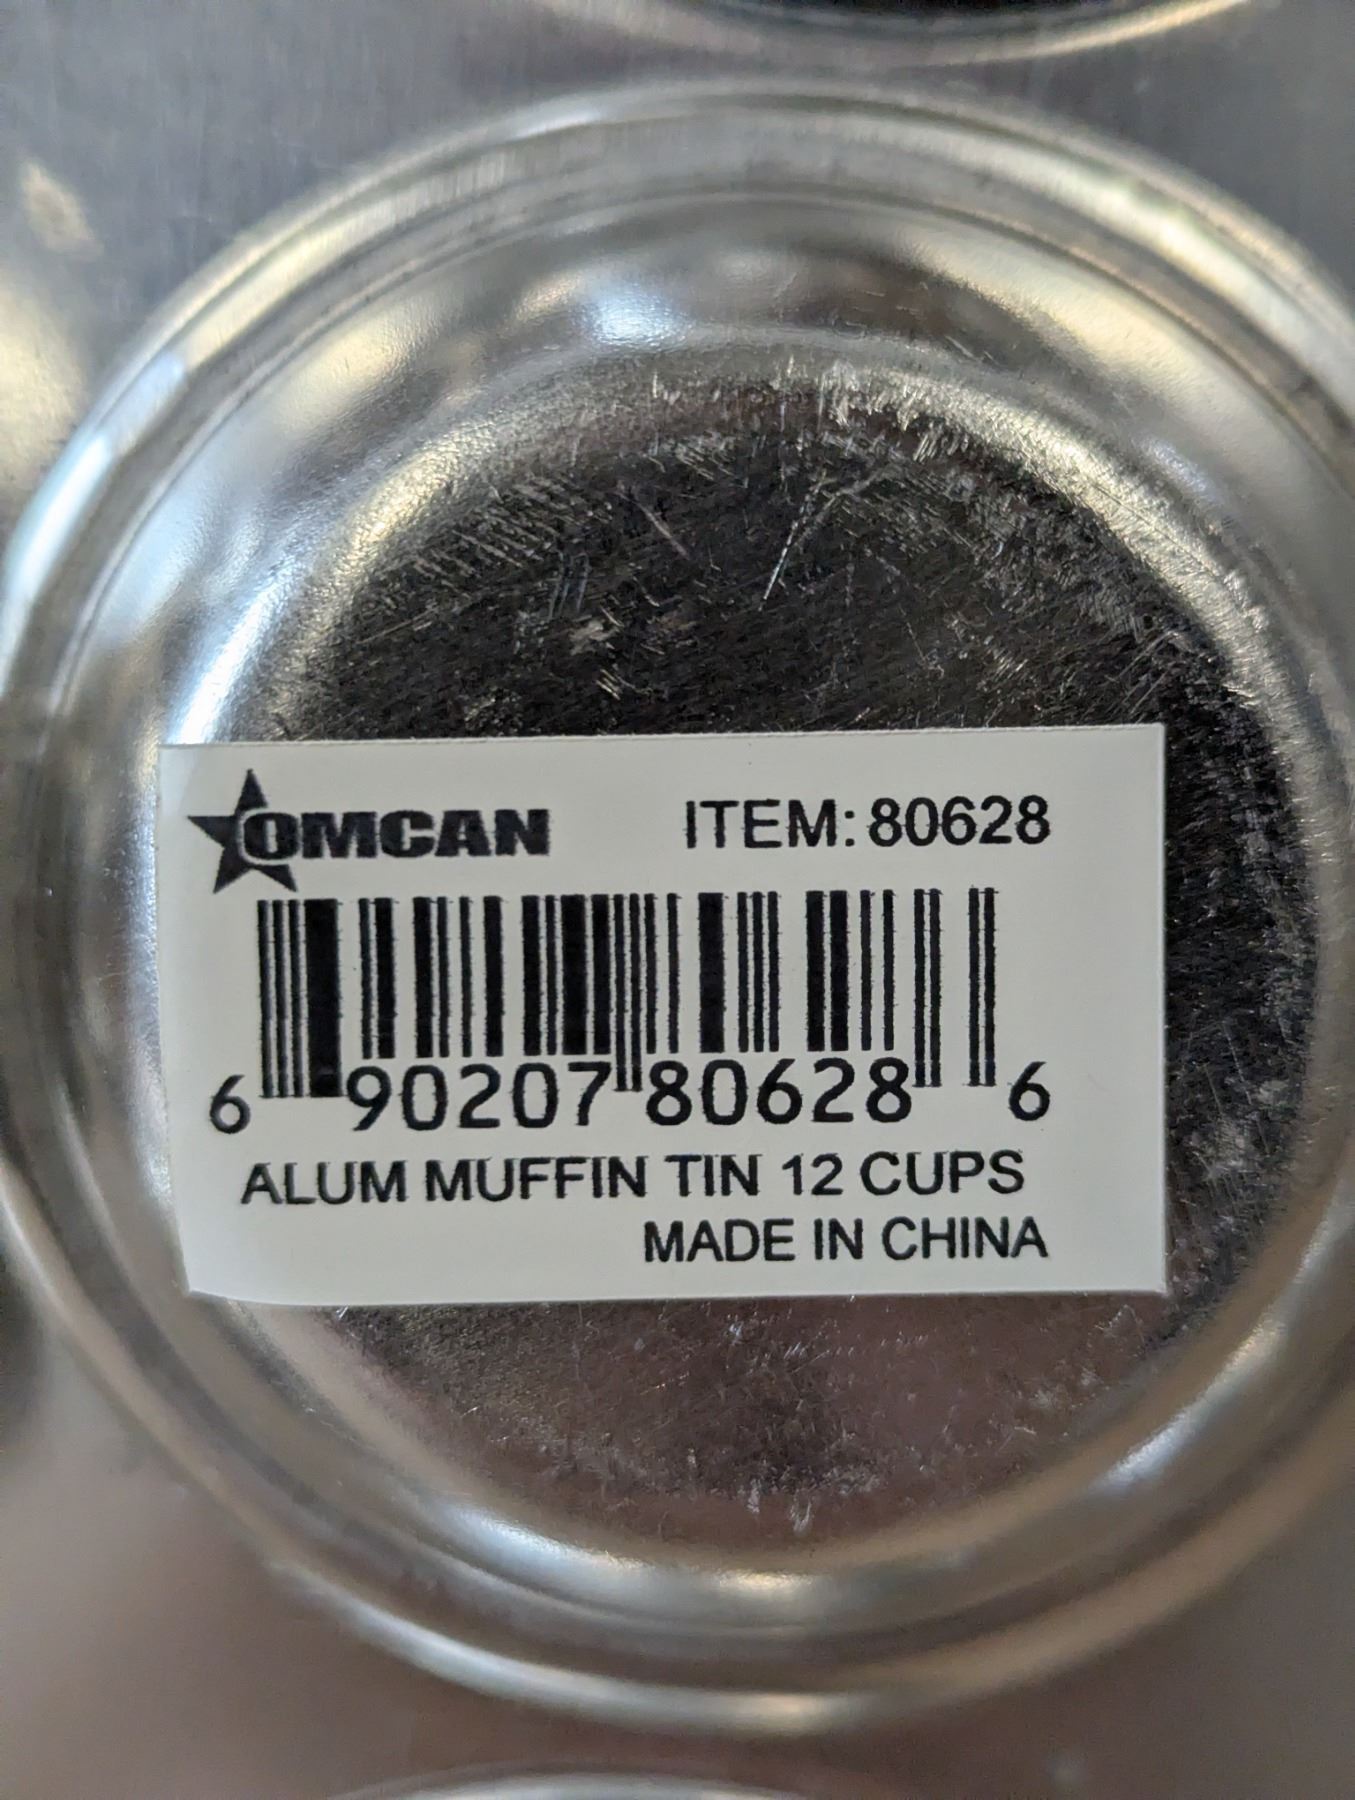 OMCAN ITEM: 80628
6 90207 80628 6
ALUM MUFFIN TIN 12 CUPS
MADE IN CHINA